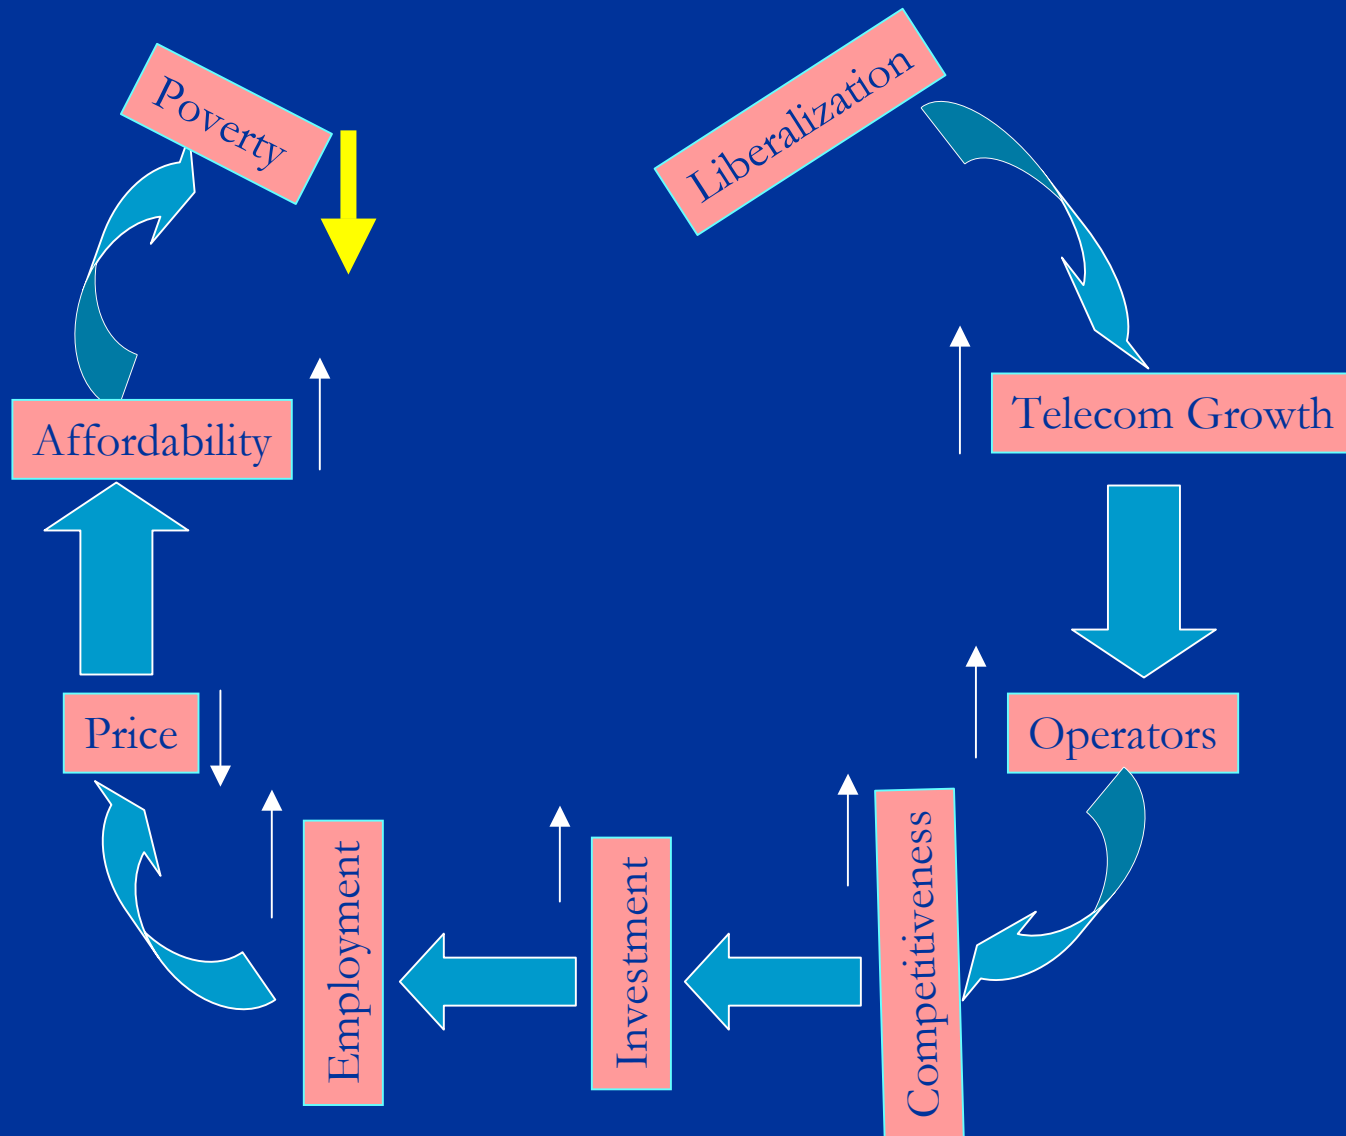 Poverty
Liberalization
Affordability
Telecom Growth
Price
Operators
Employment
Investment
Competitiveness